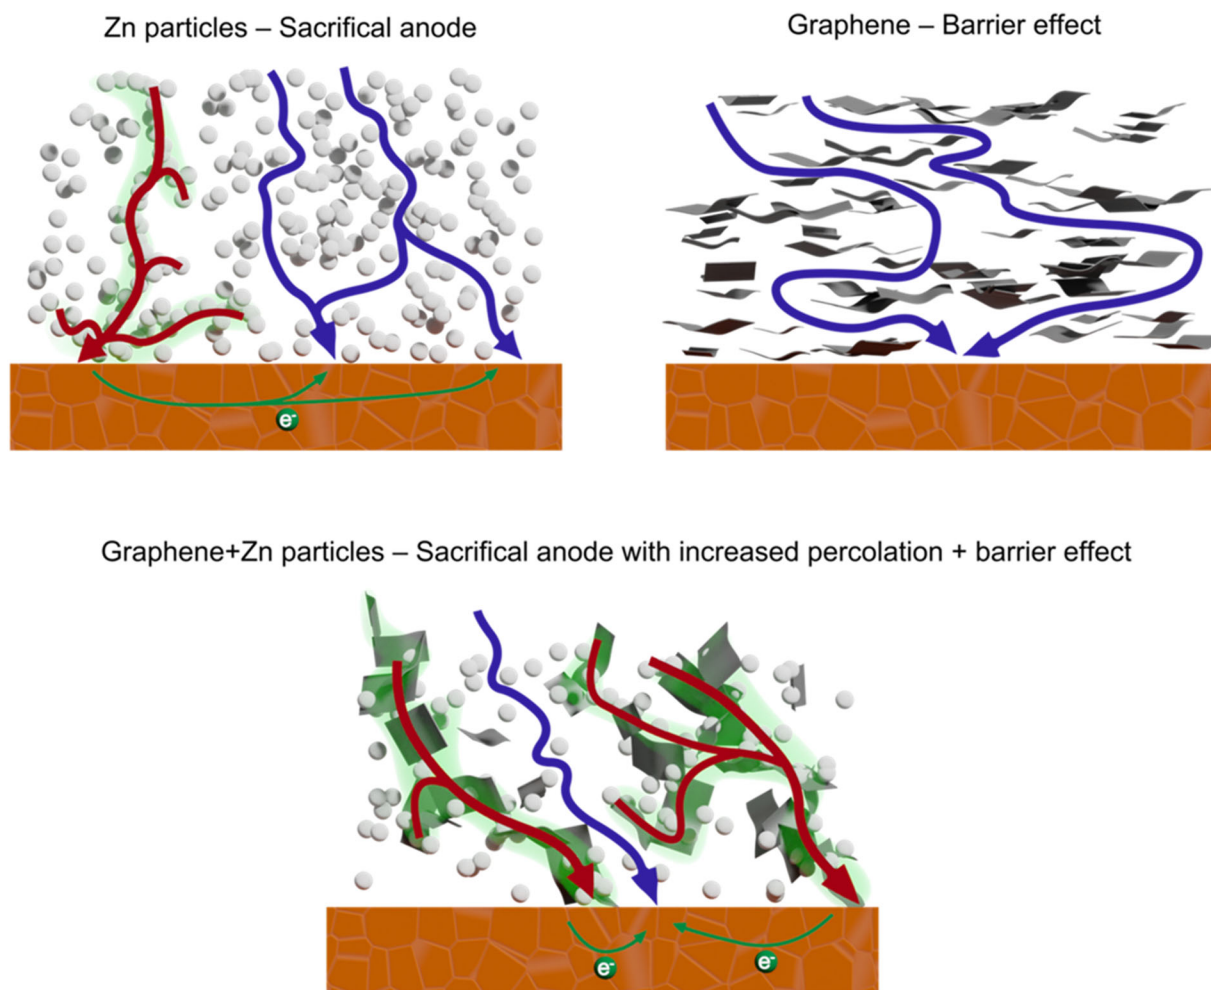 Zn particles – Sacrifical anode
Graphene – Barrier effect
e⁻
Graphene+Zn particles – Sacrifical anode with increased percolation + barrier effect
e⁻
e⁻